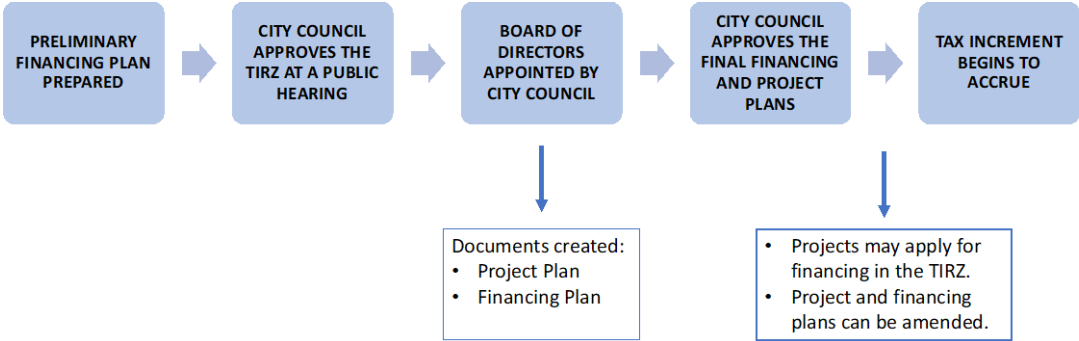 PRELIMINARY
FINANCING PLAN
PREPARED
CITY COUNCIL
APPROVES THE
TIRZ AT A PUBLIC
HEARING
BOARD OF
DIRECTORS
APPOINTED BY
CITY COUNCIL
CITY COUNCIL
APPROVES THE
FINAL FINANCING
AND PROJECT
PLANS
TAX INCREMENT
BEGINS TO
ACCRUE
Documents created:
• Project Plan
• Financing Plan
• Projects may apply for
financing in the TIRZ.
• Project and financing
plans can be amended.